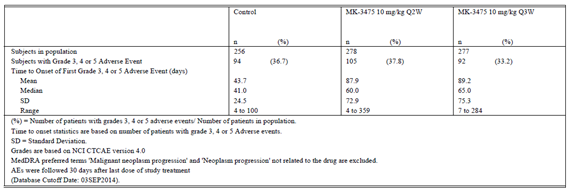 Control MK-3475 10 mg/kg Q2W MK-3475 10 mg/kg Q3W
n (%) n (%) n (%)
Subjects in population 256 278 277
Subjects with Grade 3, 4 or 5 Adverse Event 94 (36.7) 105 (37.8) 92 (33.2)
Time to Onset of First Grade 3, 4 or 5 Adverse Event (days)
Mean 43.7 87.9 89.2
Median 41.0 60.0 65.0
SD 24.5 72.9 75.3
Range 4 to 100 4 to 359 7 to 284
(%) = Number of patients with grades 3, 4 or 5 adverse events/ Number of patients in population.
Time to onset statistics are based on number of patients with grade 3, 4 or 5 Adverse events.
SD = Standard Deviation.
Grades are based on NCI CTCAE version 4.0
MedDRA preferred terms 'Malignant neoplasm progression' and 'Neoplasm progression' not related to the drug are excluded.
AEs were followed 30 days after last dose of study treatment
(Database Cutoff Date: 03SEP2014).